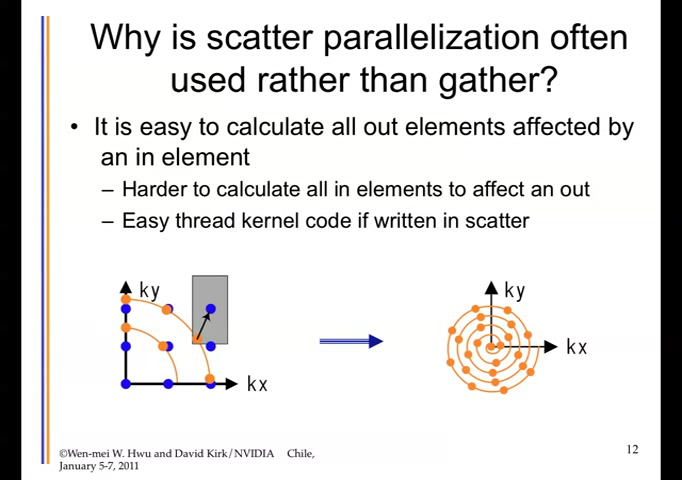 Why is scatter parallelization often
used rather than gather?
• It is easy to calculate all out elements affected by
an in element
– Harder to calculate all in elements to affect an out
– Easy thread kernel code if written in scatter
ky
kx
ky
kx
©Wen-mei W. Hwu and David Kirk/NVIDIA Chile,
January 5-7, 2011
12